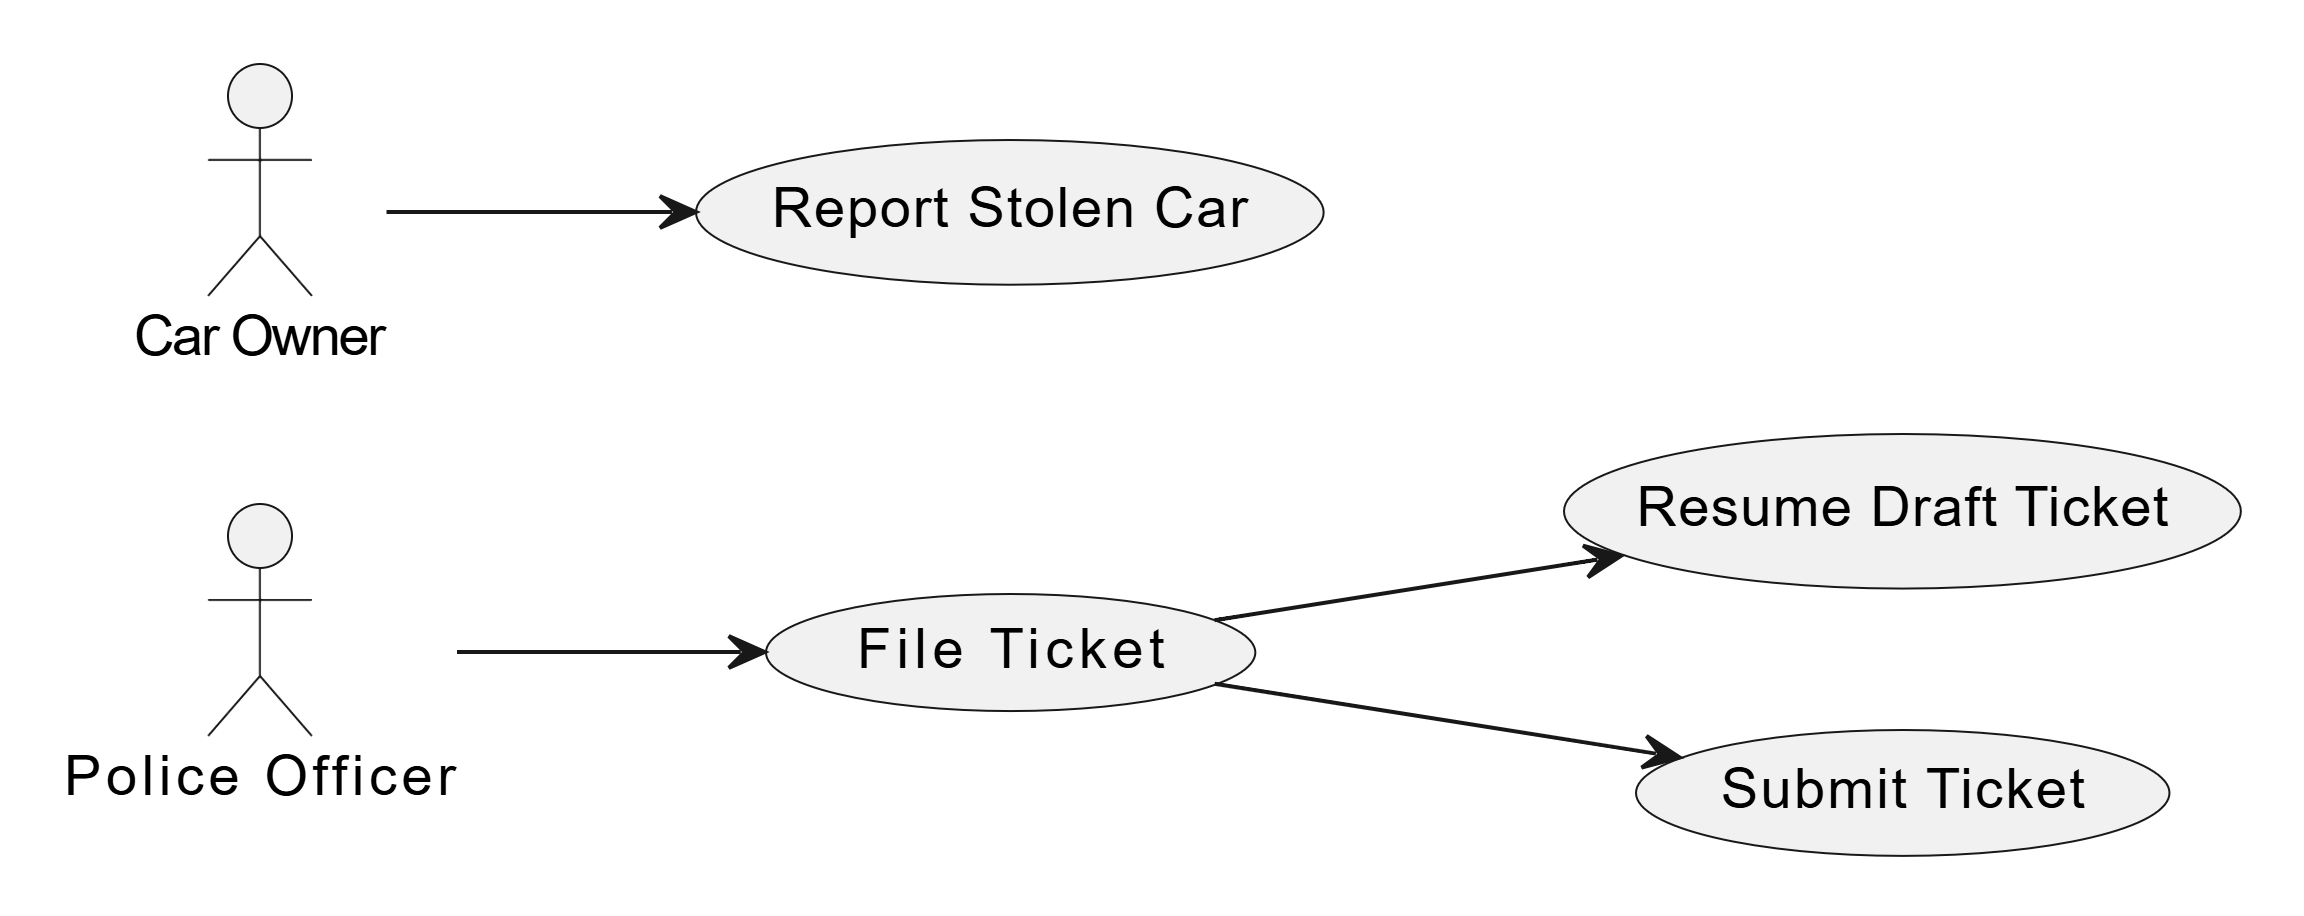 Report Stolen Car
Car Owner
Resume Draft Ticket
File Ticket
Police Officer
Submit Ticket